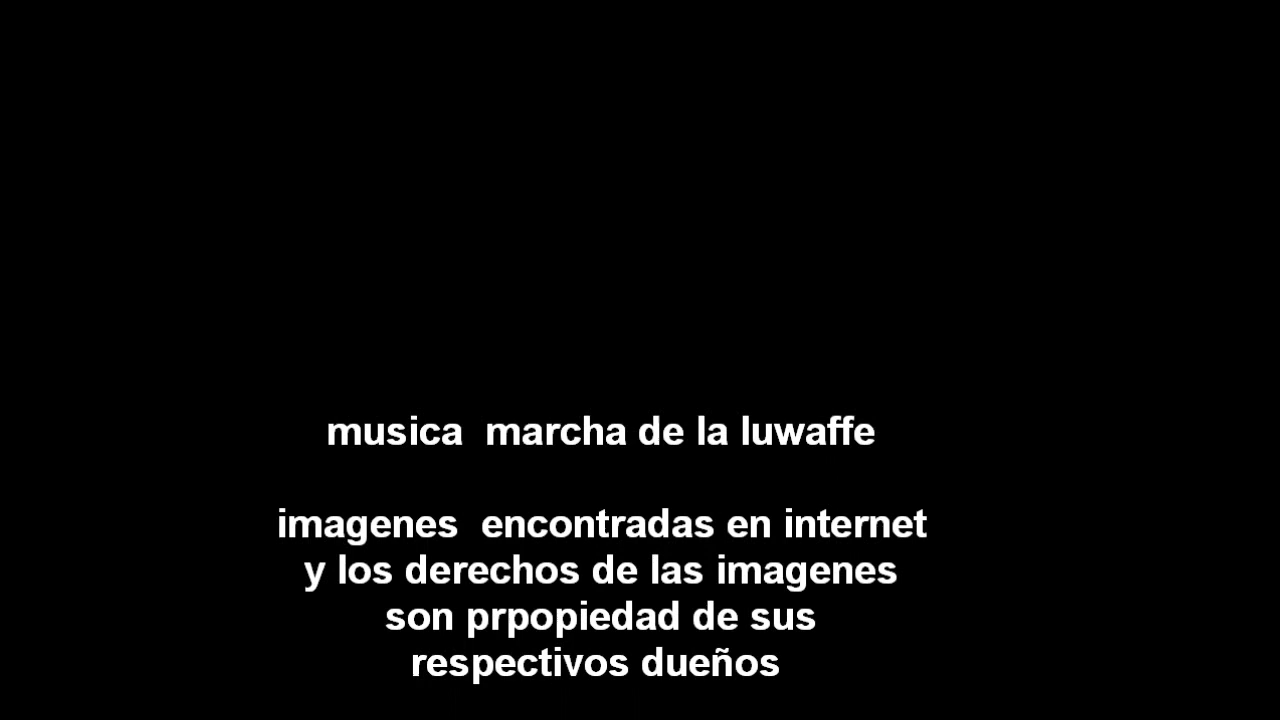 musica  marcha de la luwaffe
imagenes  encontradas en internet
y los derechos de las imagenes
son prpopiedad de sus
respectivos dueños